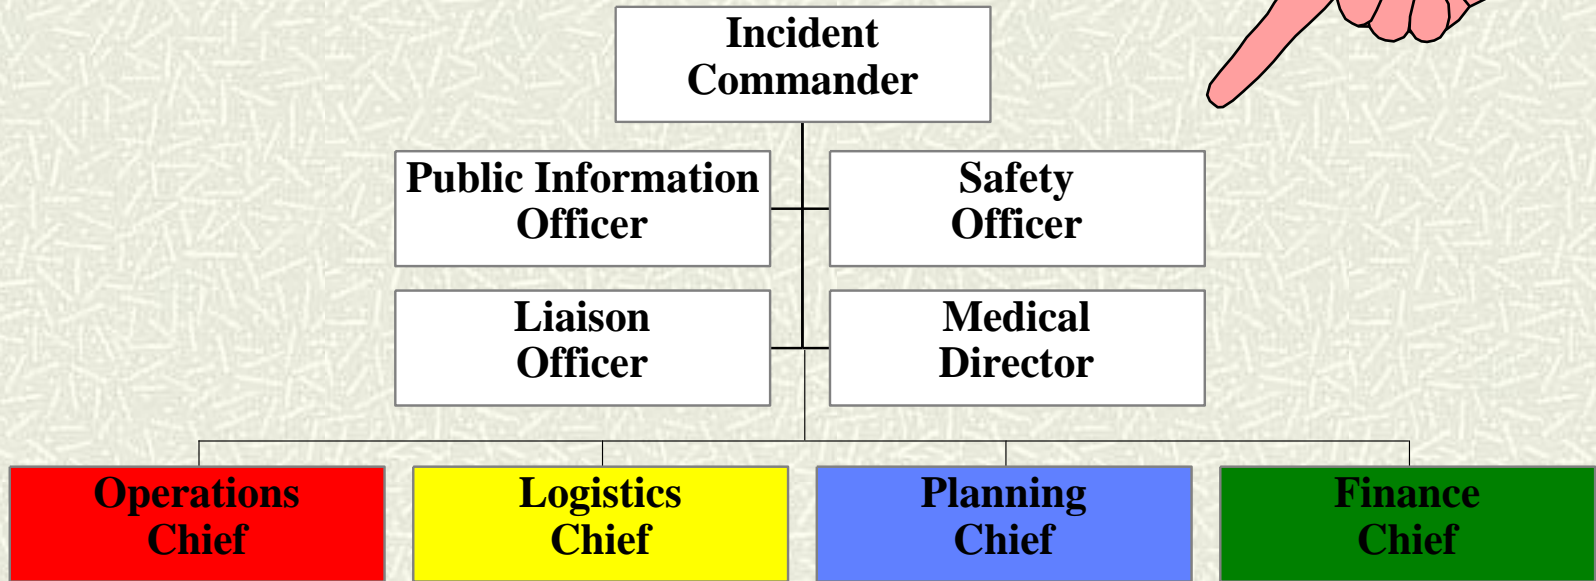 Incident
Commander
Public Information
Officer
Safety
Officer
Liaison
Officer
Medical
Director
Operations
Chief
Logistics
Chief
Planning
Chief
Finance
Chief